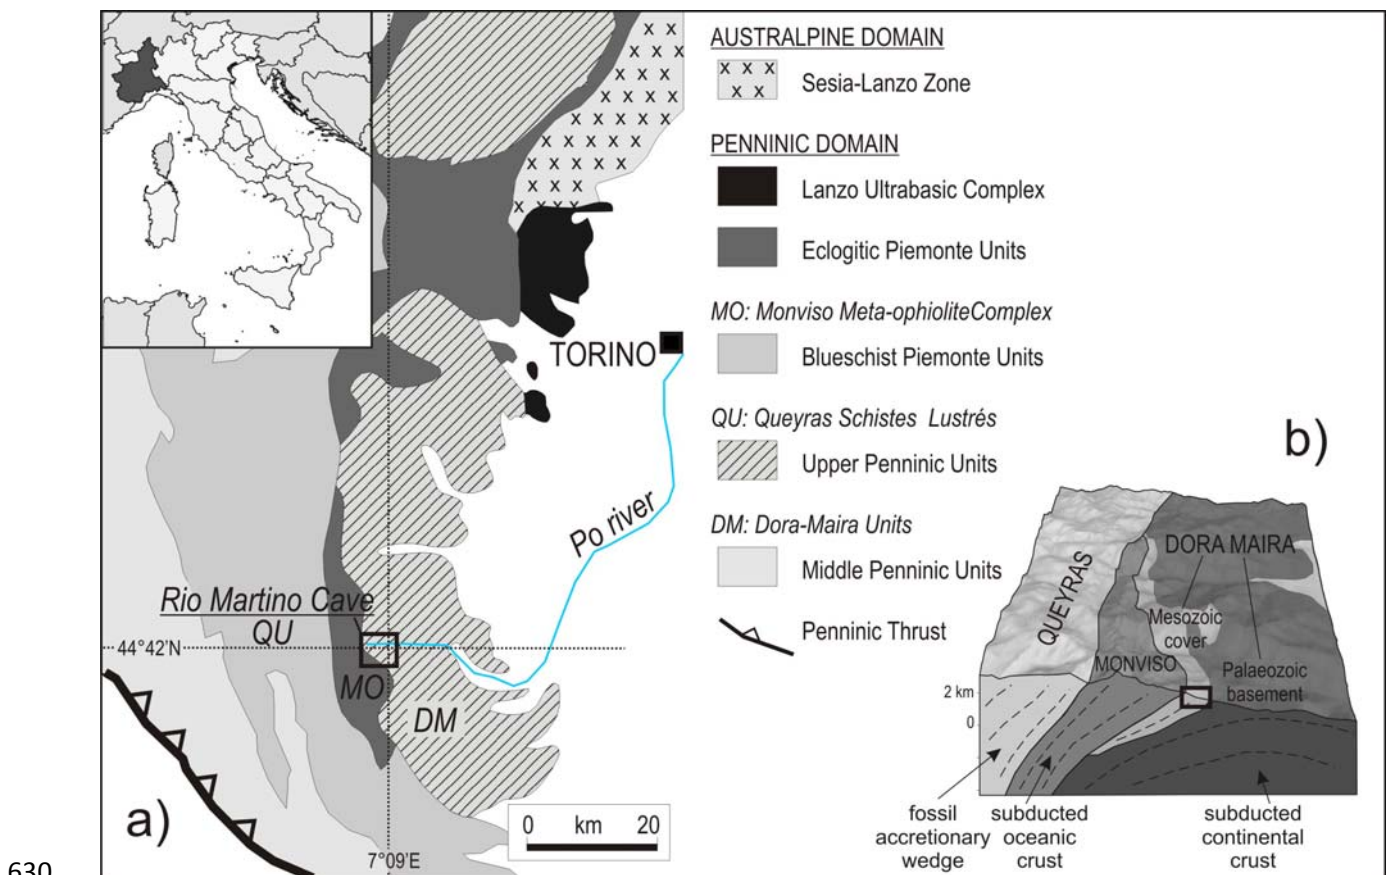 AUSTRALPINE DOMAIN
x x x
x x
Sesia-Lanzo Zone
PENNINIC DOMAIN
Lanzo Ultrabasic Complex
Eclogitic Piemonte Units
MO: Monviso Meta-ophioliteComplex
Blueschist Piemonte Units
QU: Queyras Schistes Lustrés
Upper Penninic Units
DM: Dora-Maira Units
Middle Penninic Units
Penninic Thrust
TORINO
Po river
Rio Martino Cave
QU
44°42'N
MO
DM
a)
0 km 20
7°09'E
b)
QUEYRAS
DORA MAIRA
Mesozoic
cover
MONVISO
Palaeozoic
basement
2 km
0
fossil
accretionary
wedge
subducted
oceanic
crust
subducted
continental
crust
630